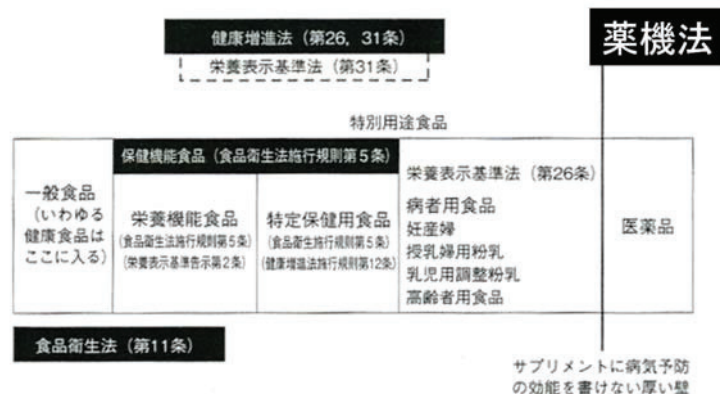 健康増進法（第26，31条）
栄養表示基準法（第31条）
薬機法
特別用途食品
一般食品
（いわゆる
健康食品は
ここに入る）
保健機能食品（食品衛生法施行規則第５条）
栄養機能食品
（食品衛生法施行規則第５条）
（栄養表示基準告示第２条）
特定保健用食品
（食品衛生法施行規則第５条）
（健康増進法施行規則第12条）
栄養表示基準法（第26条）
病者用食品
妊産婦
授乳婦用粉乳
乳児用調整粉乳
高齢者用食品
医薬品
食品衛生法（第11条）
サプリメントに病気予防
の効能を書けない厚い壁